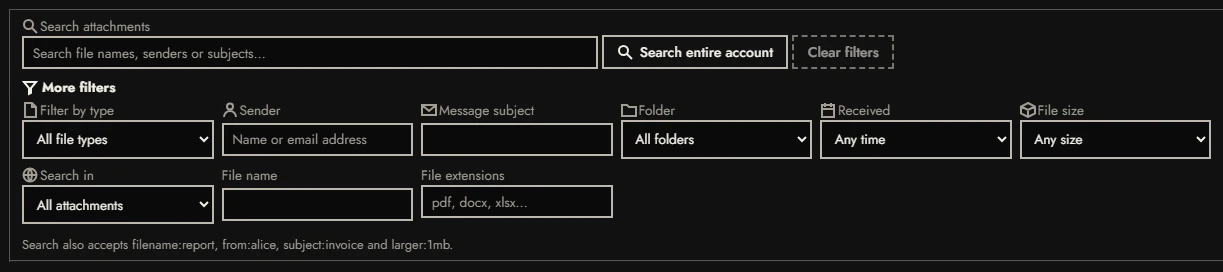 Search attachments
Search file names, senders or subjects...
Search entire account
Clear filters
More filters
Filter by type
Sender
Message subject
Folder
Received
File size
All file types
Name or email address
All folders
Any time
Any size
Search in
File name
File extensions
All attachments
pdf, docx, xlsx...
Search also accepts filename:report, from:alice, subject:invoice and larger:1mb.